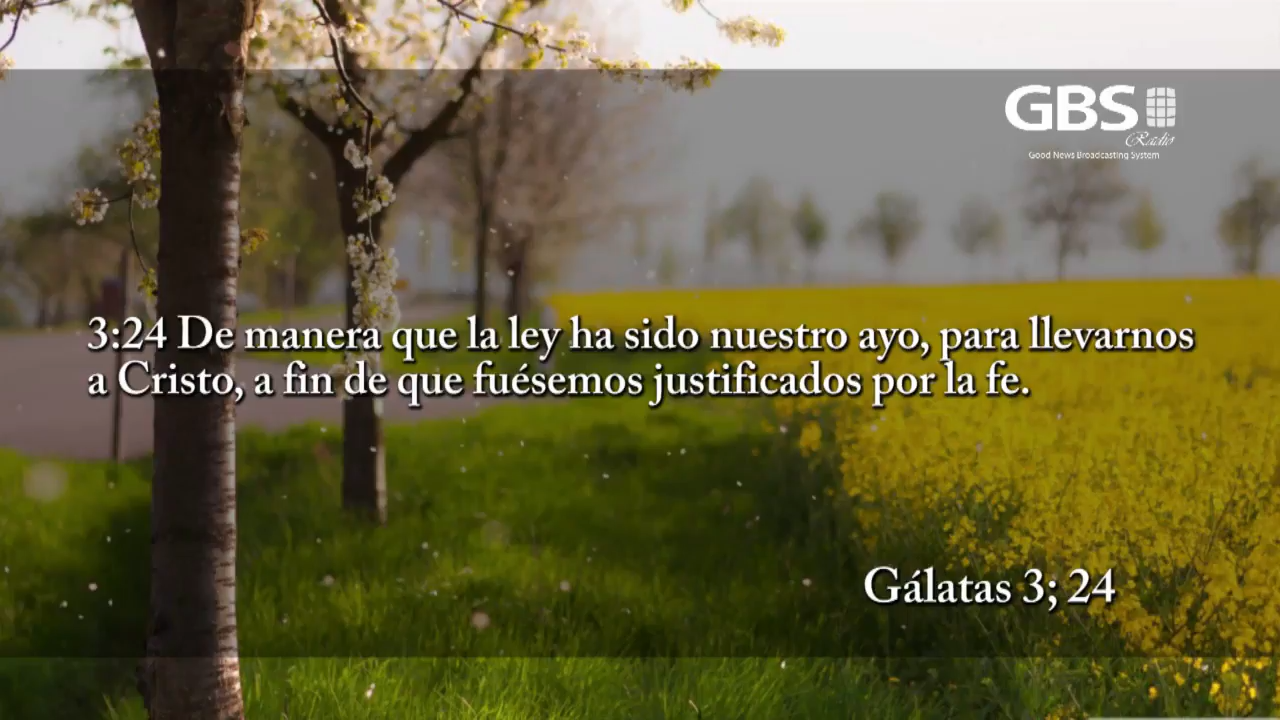 GBS
Radio
Good News Broadcasting System
3:24 De manera que la ley ha sido nuestro ayo, para llevarnos
a Cristo, a fin de que fuésemos justificados por la fe.
Gálatas 3; 24